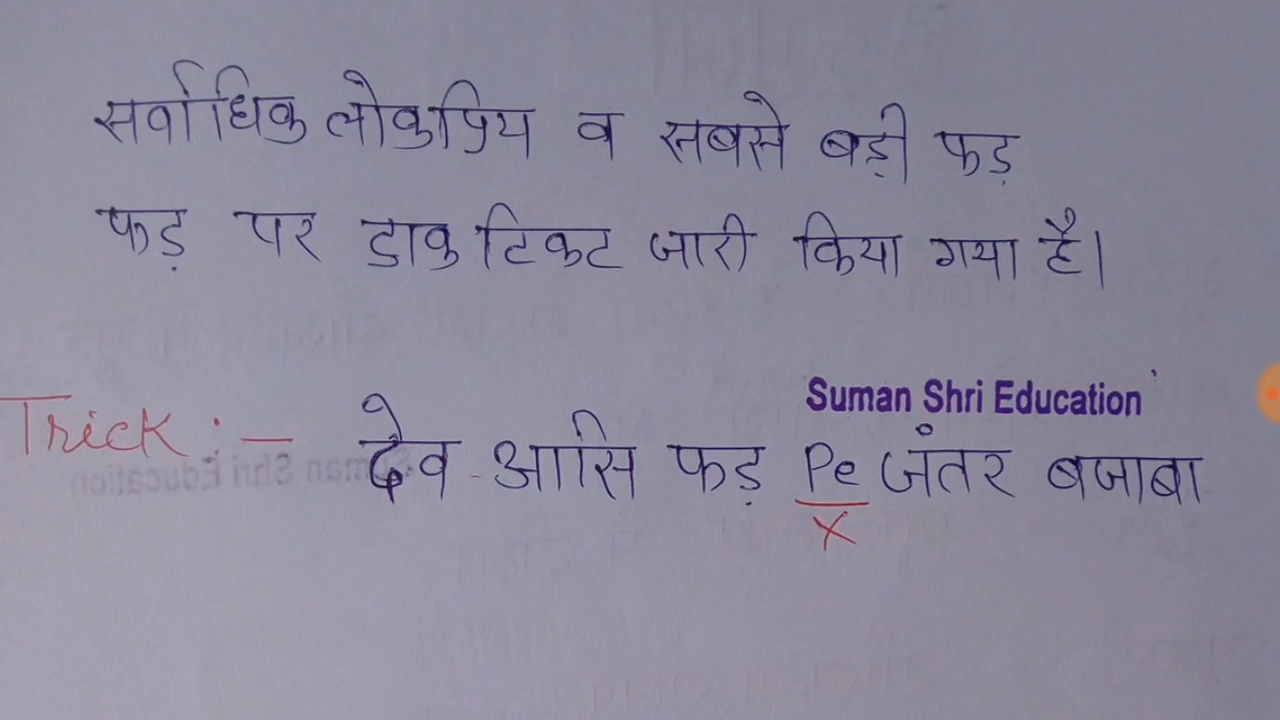 सर्वाधिक लोकप्रिय व सबसे बड़ी फड़
फड़ पर डाक टिकट जारी किया गया है।
Suman Shri Education
Trick :- देव आसि फड़ Pe जंतर बजाबा
x